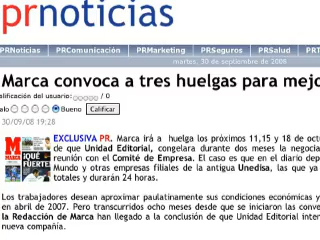 prnoticias
PRNoticias PRComunicación PRMarketing PRSeguros PRSalud PRT
martes, 30 de septiembre de 2008
Marca convoca a tres huelgas para mejo
alificación del usuario: / 0
alo Bueno Calificar
30/09/08 19:28
EXCLUSIVA PR. Marca irá a huelga los próximos 11,15 y 18 de octu
de que Unidad Editorial, congelara durante dos meses la negocia
reunión con el Comité de Empresa. El caso es que en el diario dep
Mundo y otras empresas filiales de la antigua Unedisa, las que ya
totales y durarán 24 horas.
Los trabajadores desean aproximar paulatinamente sus condiciones económicas y
en abril de 2007. Pero transcurridos ocho meses desde que se iniciaron las conve
la Redacción de Marca han llegado a la conclusión de que Unidad Editorial inter
nueva compañía.